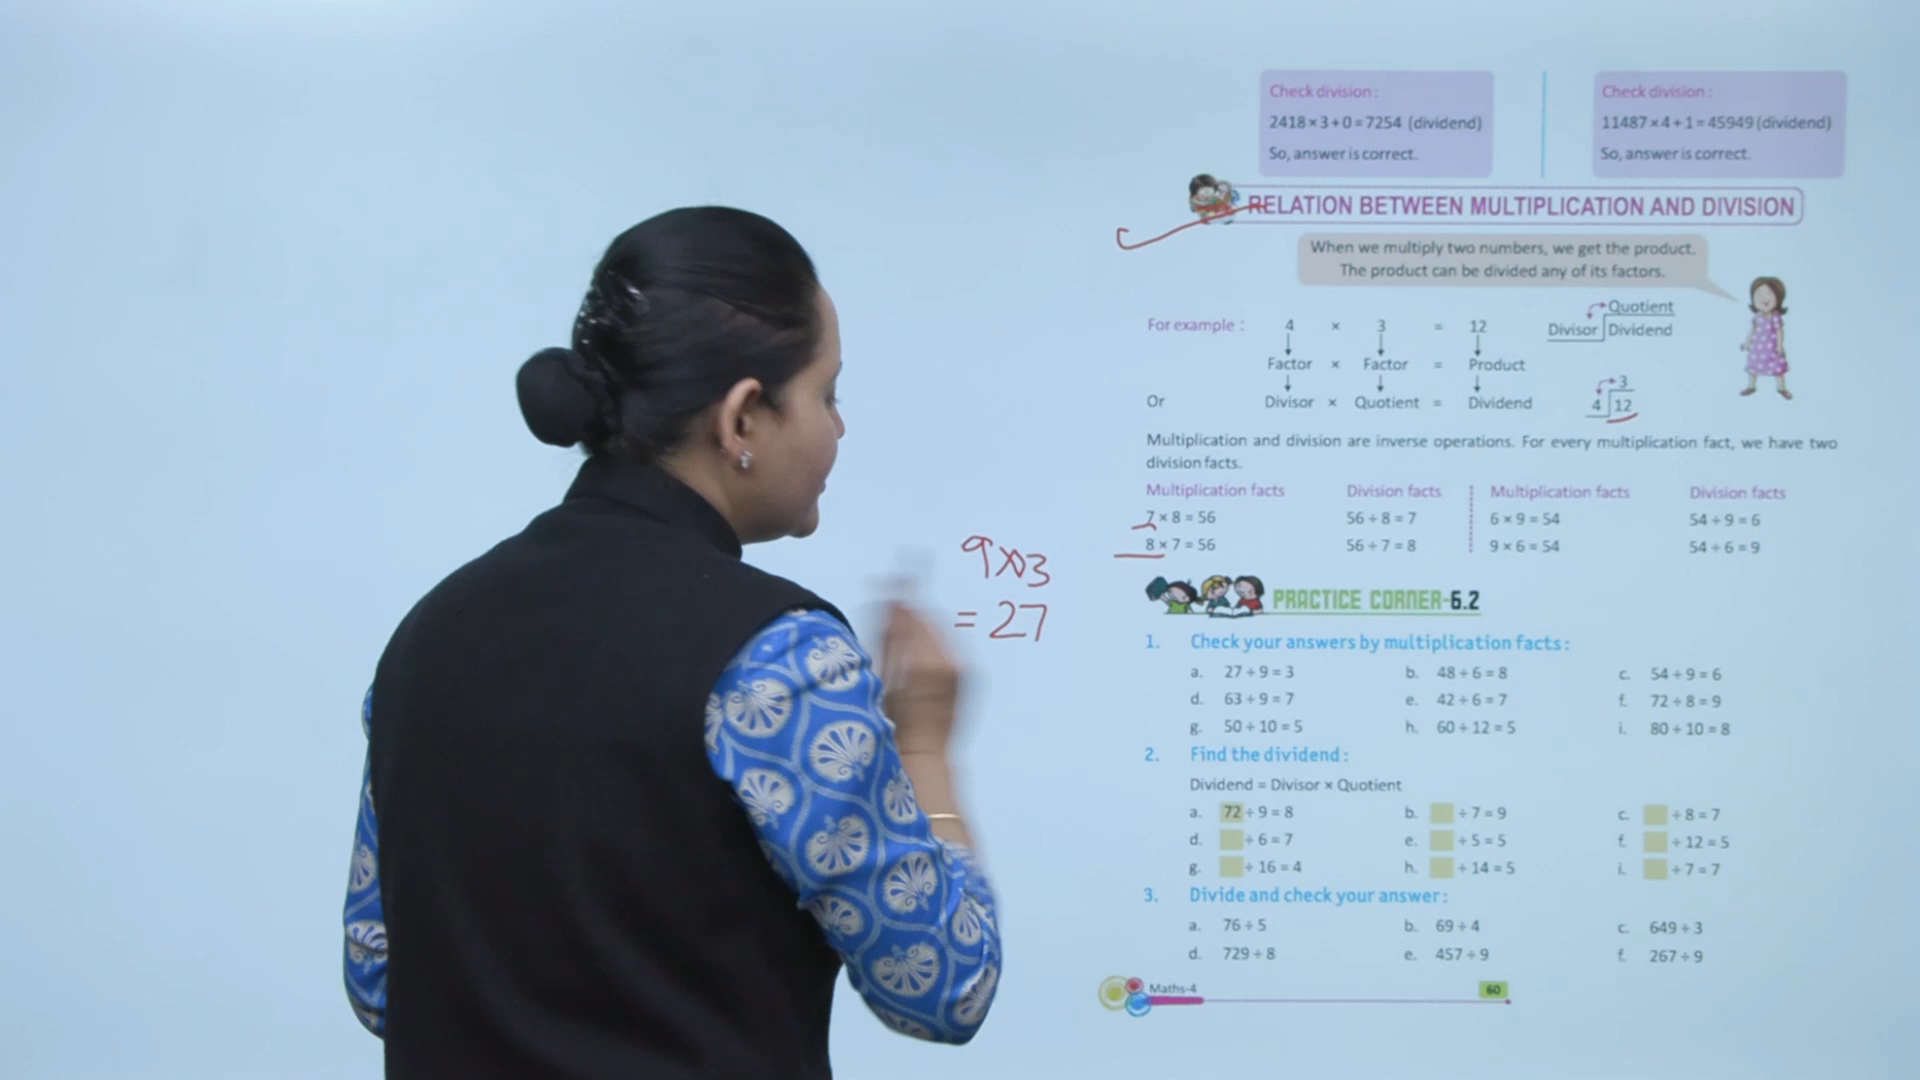 Check division :
2418 × 3 + 0 = 7254 (dividend)
So, answer is correct.
Check division :
11487 × 4 + 1 = 45949 (dividend)
So, answer is correct.
RELATION BETWEEN MULTIPLICATION AND DIVISION
When we multiply two numbers, we get the product.
The product can be divided any of its factors.
For example : 4 × 3 = 12
Factor × Factor = Product
Or Divisor × Quotient = Dividend
Quotient
Divisor Dividend
3
4 12
Multiplication and division are inverse operations. For every multiplication fact, we have two
division facts.
Multiplication facts Division facts Multiplication facts Division facts
7 × 8 = 56 56 ÷ 8 = 7 6 × 9 = 54 54 ÷ 9 = 6
8 × 7 = 56 56 ÷ 7 = 8 9 × 6 = 54 54 ÷ 6 = 9
9×3
= 27
PRACTICE CORNER-6.2
1. Check your answers by multiplication facts :
a. 27 ÷ 9 = 3 b. 48 ÷ 6 = 8 c. 54 ÷ 9 = 6
d. 63 ÷ 9 = 7 e. 42 ÷ 6 = 7 f. 72 ÷ 8 = 9
g. 50 ÷ 10 = 5 h. 60 ÷ 12 = 5 i. 80 ÷ 10 = 8
2. Find the dividend :
Dividend = Divisor × Quotient
a. 72 ÷ 9 = 8 b. ÷ 7 = 9 c. ÷ 8 = 7
d. ÷ 6 = 7 e. ÷ 5 = 5 f. ÷ 12 = 5
g. ÷ 16 = 4 h. ÷ 14 = 5 i. ÷ 7 = 7
3. Divide and check your answer :
a. 76 ÷ 5 b. 69 ÷ 4 c. 649 ÷ 3
d. 729 ÷ 8 e. 457 ÷ 9 f. 267 ÷ 9
Maths-4 60